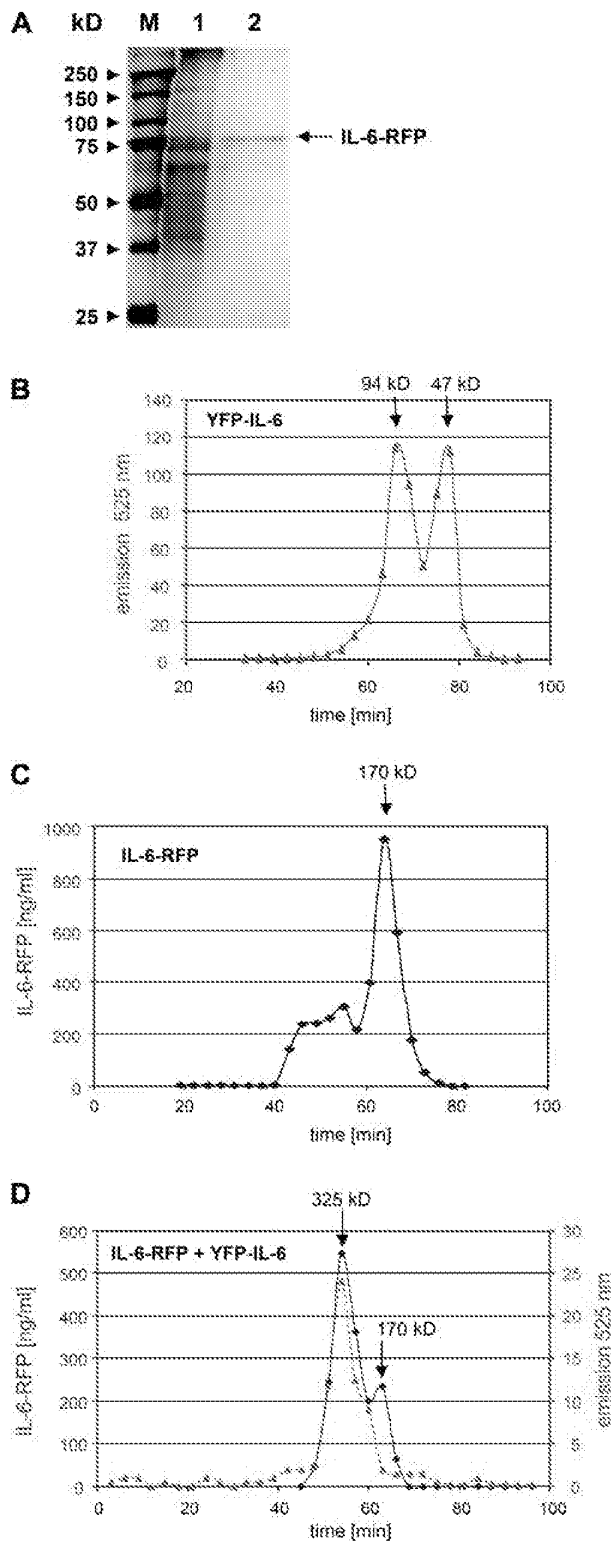 A kD M 1 2
250
150
100
75
IL-6-RFP
50
37
25
B
94 kD 47 kD
YFP-IL-6
emission 525 nm
140
120
100
80
60
40
20
0
20 40 60 80 100
time [min]
C
170 kD
IL-6-RFP
IL-6-RFP [ng/ml]
1000
800
600
400
200
0
0 20 40 60 80 100
time [min]
D
325 kD
IL-6-RFP + YFP-IL-6
170 kD
IL-6-RFP [ng/ml]
600
500
400
300
200
100
0
30
25
20
15
10
5
0
emission 525 nm
0 20 40 60 80 100
time [min]